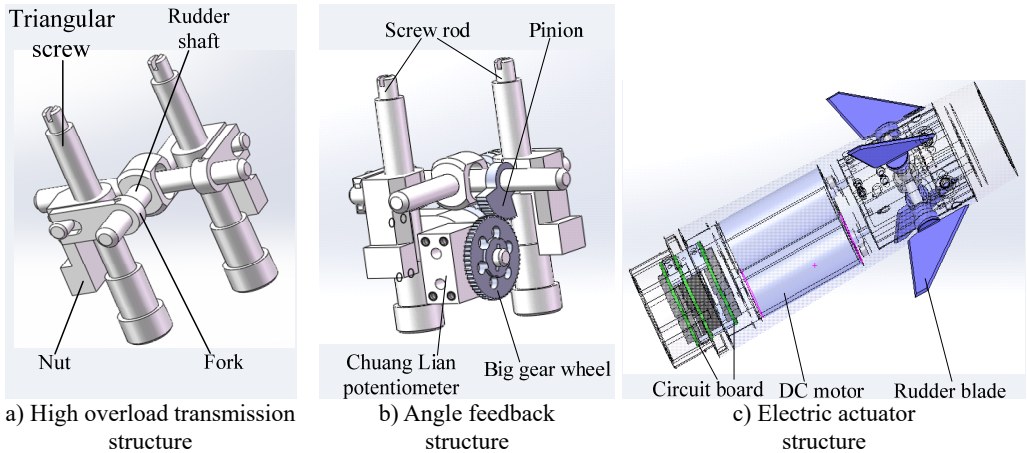 Triangular
screw
Rudder
shaft
Nut
Fork
a) High overload transmission
structure
Screw rod
Pinion
Chuang Lian
potentiometer
Big gear wheel
b) Angle feedback
structure
Circuit board
DC motor
Rudder blade
c) Electric actuator
structure